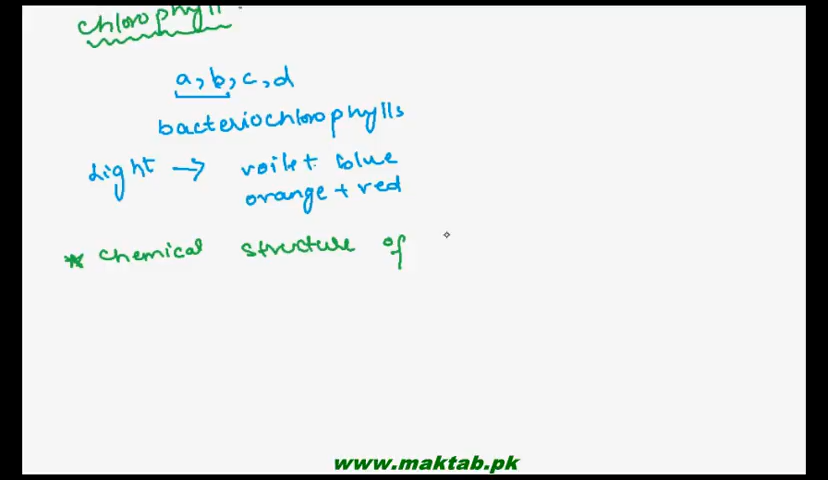 chlorophyll :
a, b, c, d
bacteriochlorophylls
Light → voilet + blue
orange + red
* chemical structure of
www.maktab.pk